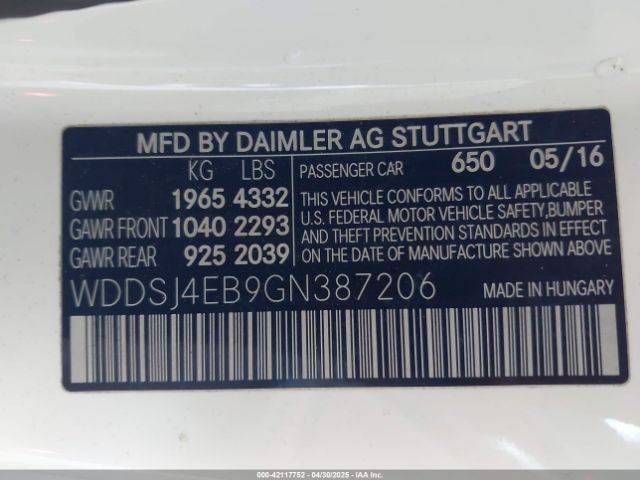 MFD BY DAIMLER AG STUTTGART
KG LBS
GVWR 1965 4332
GAWR FRONT 1040 2293
GAWR REAR 925 2039
PASSENGER CAR 650 05/16
THIS VEHICLE CONFORMS TO ALL APPLICABLE
U.S. FEDERAL MOTOR VEHICLE SAFETY,BUMPER
AND THEFT PREVENTION STANDARDS IN EFFECT
ON THE DATE OF MANUFACTURE SHOWN ABOVE.
WDDSJ4EB9GN387206 MADE IN HUNGARY
000-42117752 - 04/30/2025 - IAA Inc.